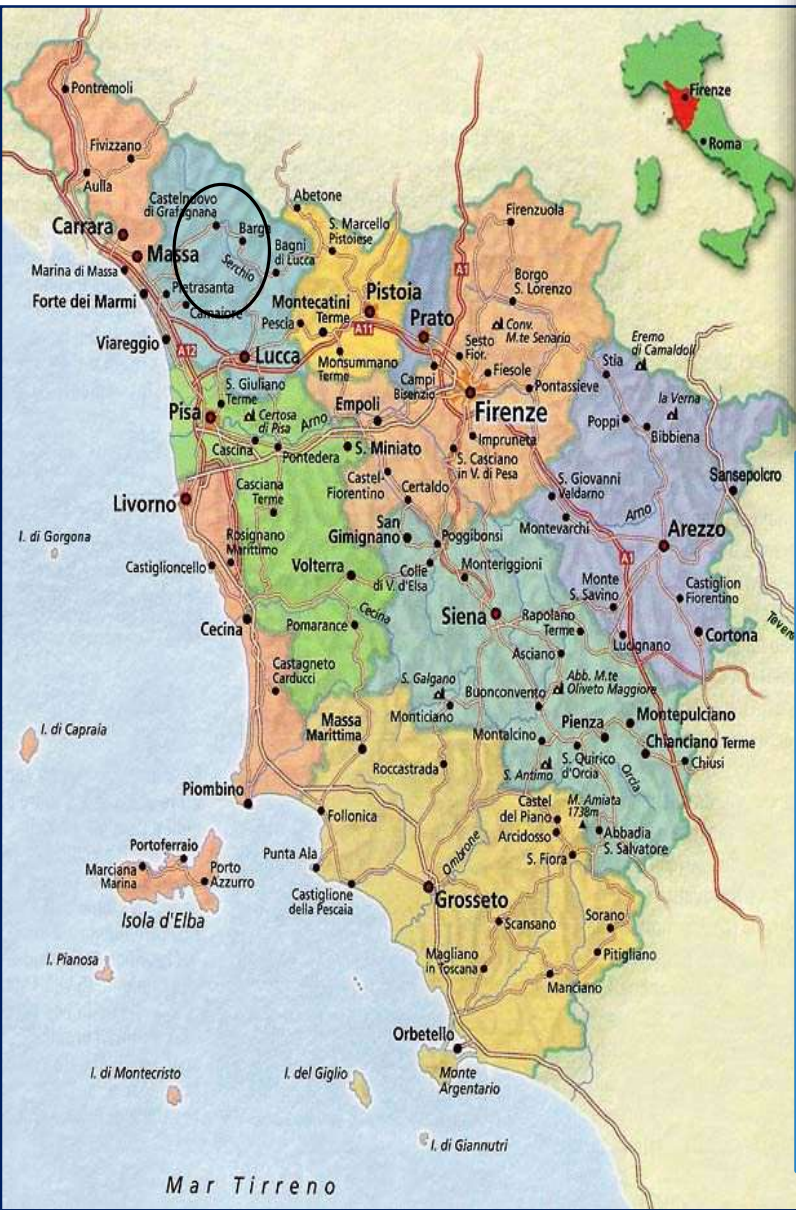 Pontremoli
Firenze
Roma
Fivizzano
Aulla
Castelnuovo
di Grafagnana
Abetone
Firenzuola
Carrara
Barga
S. Marcello
Pistoiese
Massa
Serchio
Bagni
di Lucca
A1
Marina di Massa
Pietrasanta
Borgo
S. Lorenzo
Forte dei Marmi
Camaiore
Montecatini
Terme
Pistoia
Prato
Conv.
M.te Senario
Pescia
A11
Viareggio
A12
Lucca
Monsummano
Terme
Sesto
Fior.
Fiesole
Eremo
di Camaldoli
Stia
Campi
Bisenzio
Pontassieve
S. Giuliano
Terme
Empoli
Firenze
la Verna
Pisa
Certosa
di Pisa
Arno
Poppi
Bibbiena
Cascina
Pontedera
S. Miniato
Impruneta
S. Casciano
in V. di Pesa
Castel
Fiorentino
Certaldo
S. Giovanni
Valdarno
Sansepolcro
Livorno
Casciana
Terme
Arno
Montevarchi
Arezzo
San
Gimignano
Poggibonsi
I. di Gorgona
Rosignano
Marittimo
A1
Castiglioncello
Volterra
Colle
di V. d'Elsa
Monteriggioni
Monte
S. Savino
Castiglion
Fiorentino
Cecina
Cecina
Pomarance
Siena
Rapolano
Terme
Tever
Lucignano
Cortona
Asciano
Castagneto
Carducci
S. Galgano
Buonconvento
Abb. M.te
Oliveto Maggiore
Monticiano
Massa
Marittima
Pienza
Montepulciano
I. di Capraia
Montalcino
Chianciano Terme
Roccastrada
S. Quirico
d'Orcia
Chiusi
S. Antimo
Orcia
Piombino
Follonica
Castel
del Piano
M. Amiata
1738m
Arcidosso
Abbadia
S. Salvatore
Portoferraio
Punta Ala
Ombrone
S. Fiora
Marciana
Marina
Porto
Azzurro
Castiglione
della Pescaia
Grosseto
Isola d'Elba
Scansano
Sorano
I. Pianosa
Magliano
in Toscana
Pitigliano
Manciano
Orbetello
I. di Montecristo
I. del Giglio
Monte
Argentario
I. di Giannutri
Mar Tirreno